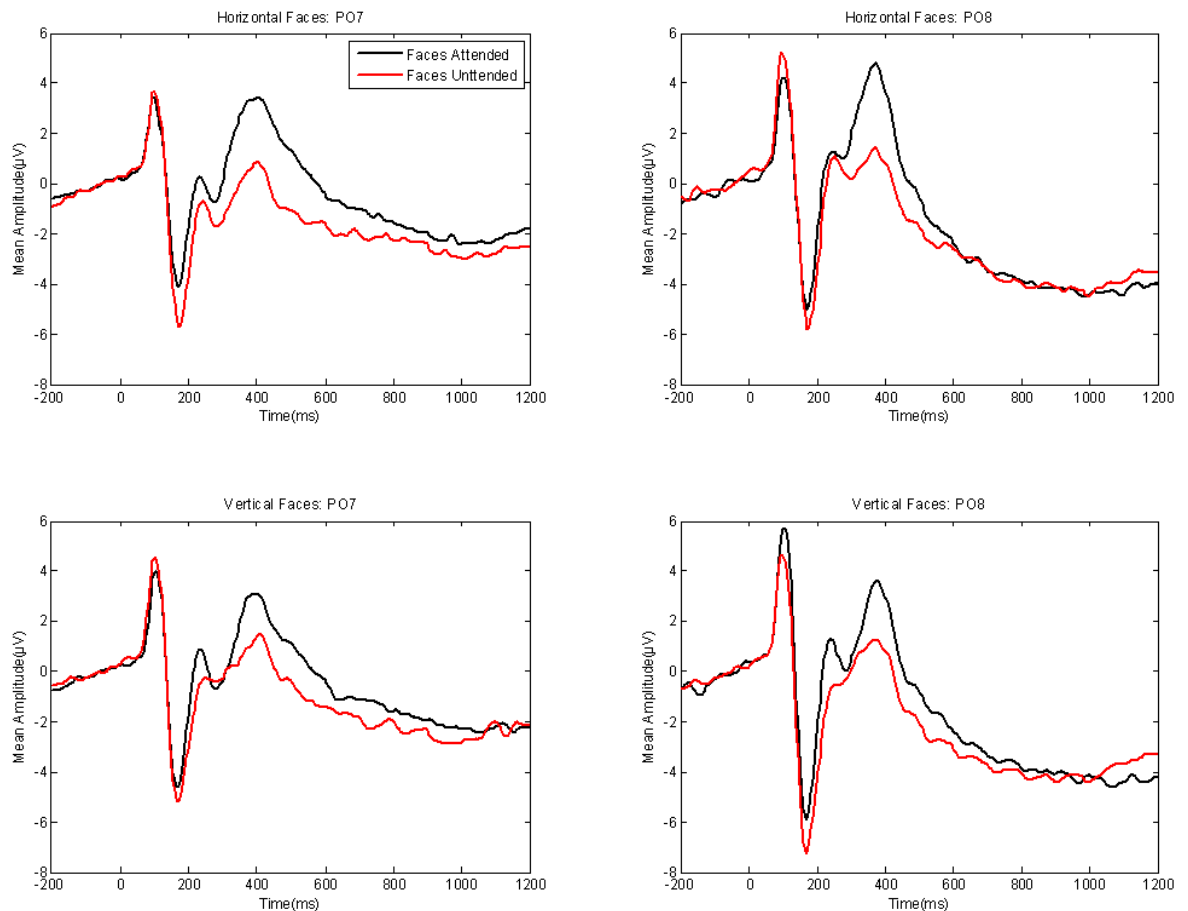 Horizontal Faces: PO7
6
4
2
0
-2
-4
-6
-8
Mean Amplitude(µV)
Faces Attended
Faces Unttended
-200 0 200 400 600 800 1000 1200
Time(ms)
Horizontal Faces: PO8
6
4
2
0
-2
-4
-6
-8
Mean Amplitude(µV)
-200 0 200 400 600 800 1000 1200
Time(ms)
Vertical Faces: PO7
6
4
2
0
-2
-4
-6
-8
Mean Amplitude(µV)
-200 0 200 400 600 800 1000 1200
Time(ms)
Vertical Faces: PO8
6
4
2
0
-2
-4
-6
-8
Mean Amplitude(µV)
-200 0 200 400 600 800 1000 1200
Time(ms)